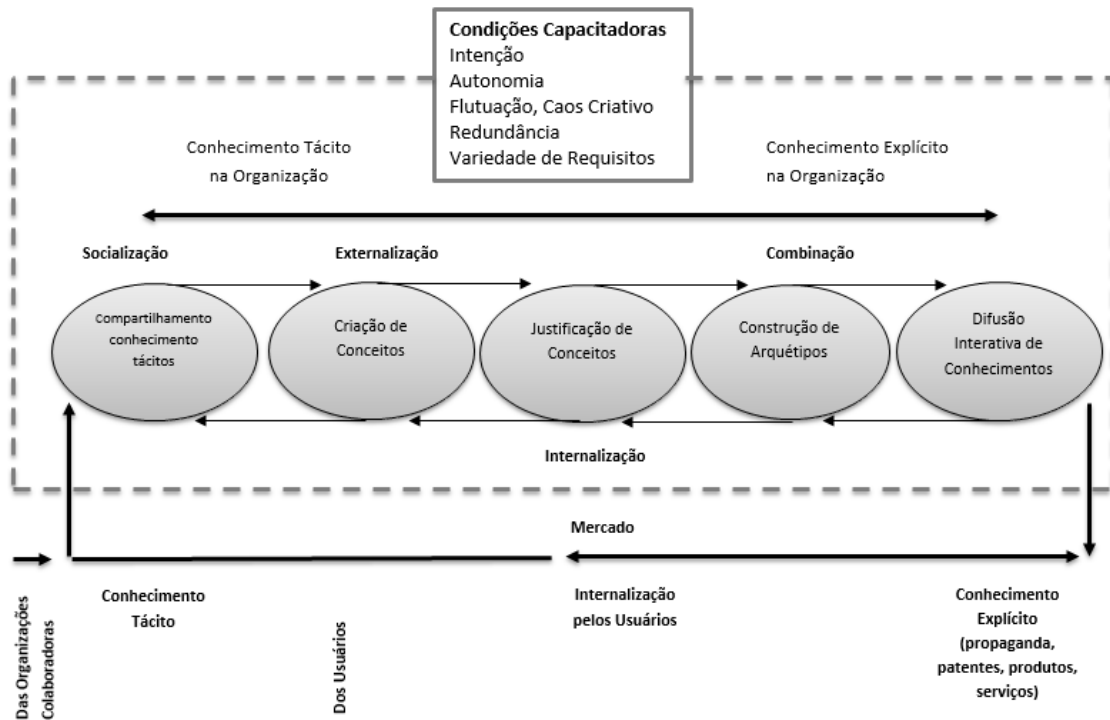 Condições Capacitadoras
Intenção
Autonomia
Flutuação, Caos Criativo
Redundância
Variedade de Requisitos
Conhecimento Tácito
na Organização
Conhecimento Explícito
na Organização
Socialização
Externalização
Combinação
Compartilhamento
conhecimento
tácitos
Criação de
Conceitos
Justificação de
Conceitos
Construção de
Arquétipos
Difusão
Interativa de
Conhecimentos
Internalização
Mercado
Das Organizações
Colaboradoras
Conhecimento
Tácito
Dos Usuários
Internalização
pelos Usuários
Conhecimento
Explícito
(propaganda,
patentes, produtos,
serviços)